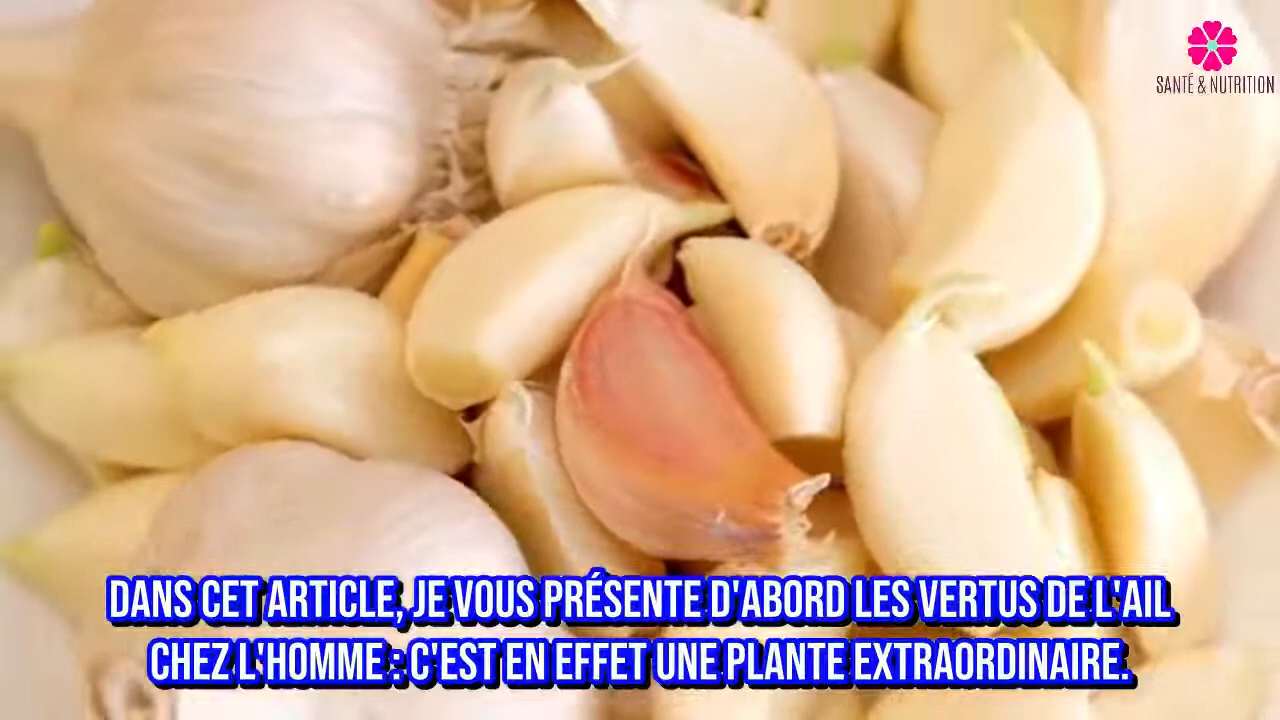 SANTÉ & NUTRITION
DANS CET ARTICLE, JE VOUS PRÉSENTE D'ABORD LES VERTUS DE L'AIL
CHEZ L'HOMME : C'EST EN EFFET UNE PLANTE EXTRAORDINAIRE.